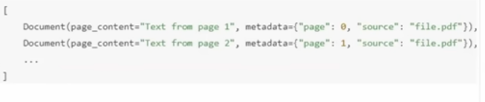 [
Document(page_content="Text from page 1", metadata={"page": 0, "source": "file.pdf"}),
Document(page_content="Text from page 2", metadata={"page": 1, "source": "file.pdf"}),
...
]